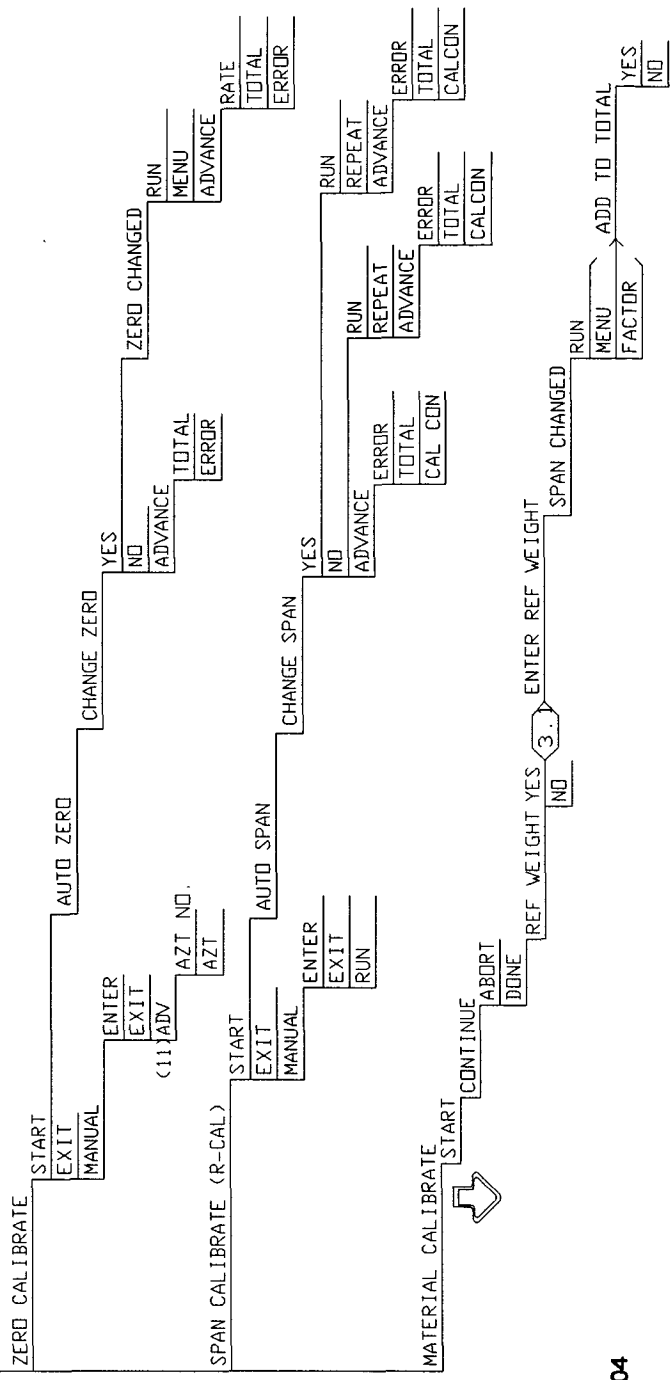 ZERO CALIBRATE
START
EXIT
MANUAL
ENTER
EXIT
(11)ADV
AZT NO.
AZT
AUTO ZERO
CHANGE ZERO
YES
NO
ADVANCE
TOTAL
ERROR
ZERO CHANGED
RUN
MENU
ADVANCE
RATE
TOTAL
ERROR
SPAN CALIBRATE (R-CAL)
START
EXIT
MANUAL
ENTER
EXIT
RUN
AUTO SPAN
CHANGE SPAN
YES
NO
ADVANCE
ERROR
TOTAL
CAL CON
RUN
REPEAT
ADVANCE
ERROR
TOTAL
CALCON
RUN
REPEAT
ADVANCE
ERROR
TOTAL
CALCON
MATERIAL CALIBRATE
START
CONTINUE
ABORT
DONE
REF WEIGHT YES
NO
3.1
ENTER REF WEIGHT
SPAN CHANGED
RUN
MENU
FACTOR
ADD TO TOTAL
YES
NO
04